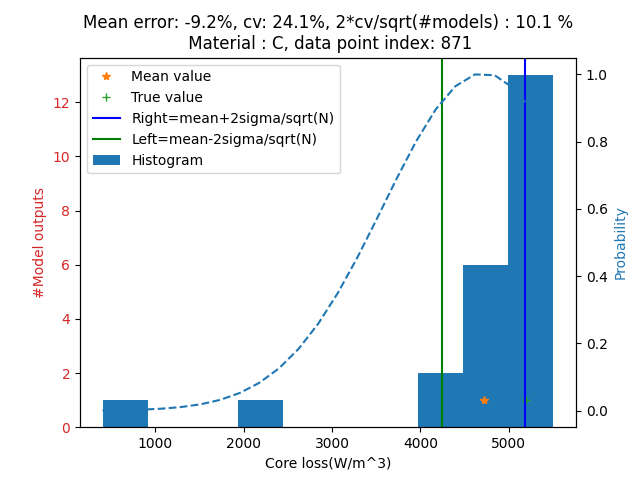 Mean error: -9.2%, cv: 24.1%, 2*cv/sqrt(#models) : 10.1 %
Material : C, data point index: 871
Mean value
True value
Right=mean+2sigma/sqrt(N)
Left=mean-2sigma/sqrt(N)
Histogram
#Model outputs
0
2
4
6
8
10
12
Probability
0.0
0.2
0.4
0.6
0.8
1.0
1000 2000 3000 4000 5000
Core loss(W/m^3)